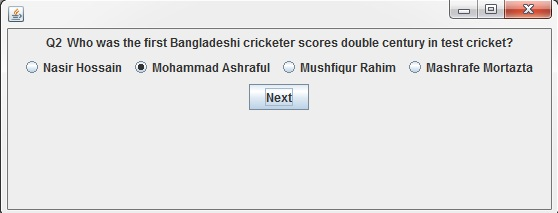 Q2 Who was the first Bangladeshi cricketer scores double century in test cricket?
Nasir Hossain Mohammad Ashraful Mushfiqur Rahim Mashrafe Mortazta
Next